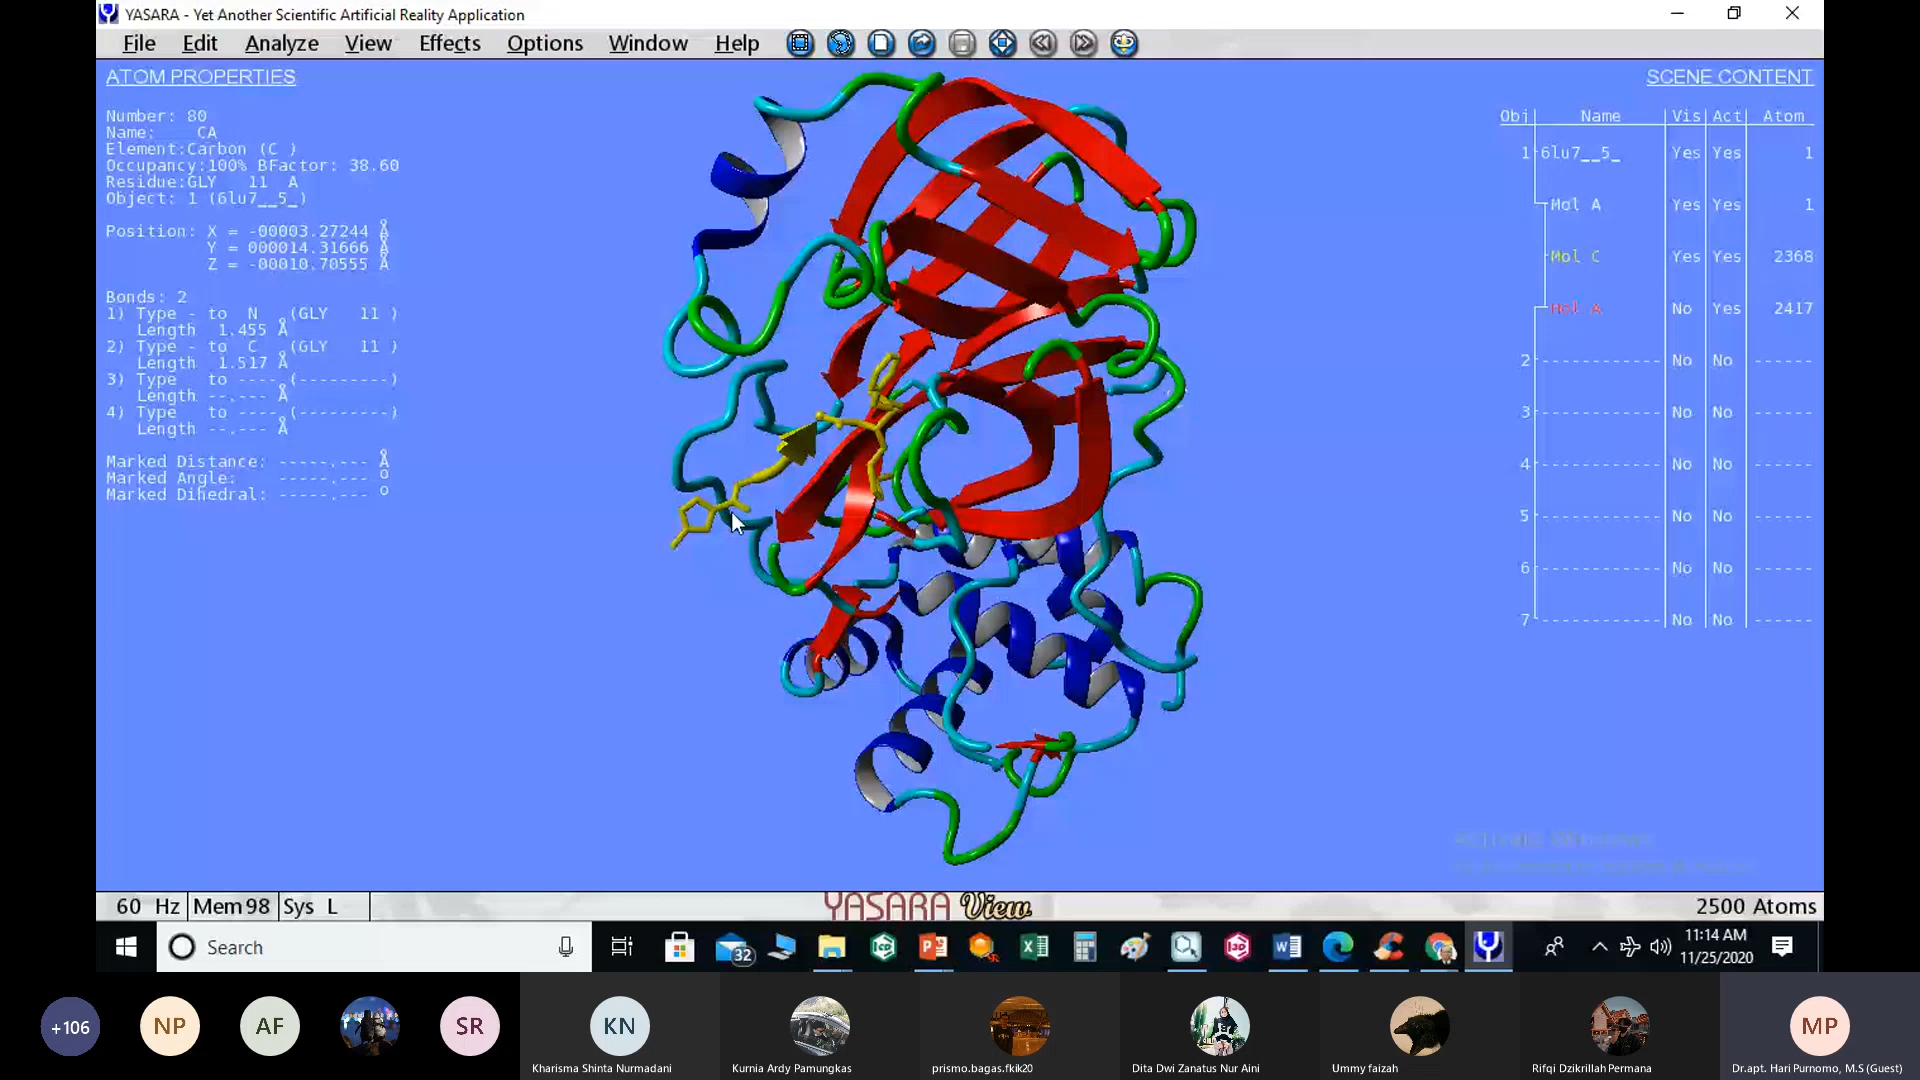 YASARA - Yet Another Scientific Artificial Reality Application
File Edit Analyze View Effects Options Window Help
ATOM PROPERTIES
Number: 80
Name: CA
Element:Carbon (C )
Occupancy:100% BFactor: 38.60
Residue:GLY 11 A
Object: 1 (6lu7__5_)
Position: X = -00003.27244 Å
Y = 000014.31666 Å
Z = -00010.70555 Å
Bonds: 2
1) Type - to N (GLY 11 )
Length 1.455 Å
2) Type - to C (GLY 11 )
Length 1.517 Å
3) Type to ---- (---------)
Length --.--- Å
4) Type to ---- (---------)
Length --.--- Å
Marked Distance: -----.--- Å
Marked Angle: -----.--- o
Marked Dihedral: -----.--- o
SCENE CONTENT
Obj Name Vis Act Atom
1 6lu7__5_ Yes Yes 1
Mol A Yes Yes 1
Mol C Yes Yes 2368
Mol A No Yes 2417
2 ------------ No No ------
3 ------------ No No ------
4 ------------ No No ------
5 ------------ No No ------
6 ------------ No No ------
7 ------------ No No ------
60 Hz Mem 98 Sys L
YASARA View
2500 Atoms
Search
32
11:14 AM
11/25/2020
+106 NP AF SR KN MP
Kharisma Shinta Nurmadani
Kurnia Ardy Pamungkas
prismo.bagas.fkik20
Dita Dwi Zanatus Nur Aini
Ummy faizah
Rifqi Dzikrillah Permana
Dr.apt. Hari Purnomo, M.S (Guest)